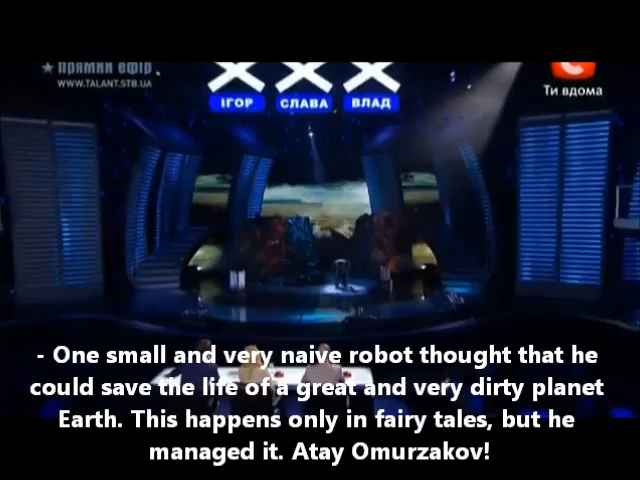 ★ прямий ефір
WWW.TALANT.STB.UA
Ти вдома
ІГОР СЛАВА ВЛАД
- One small and very naive robot thought that he
could save the life of a great and very dirty planet
Earth. This happens only in fairy tales, but he
managed it. Atay Omurzakov!